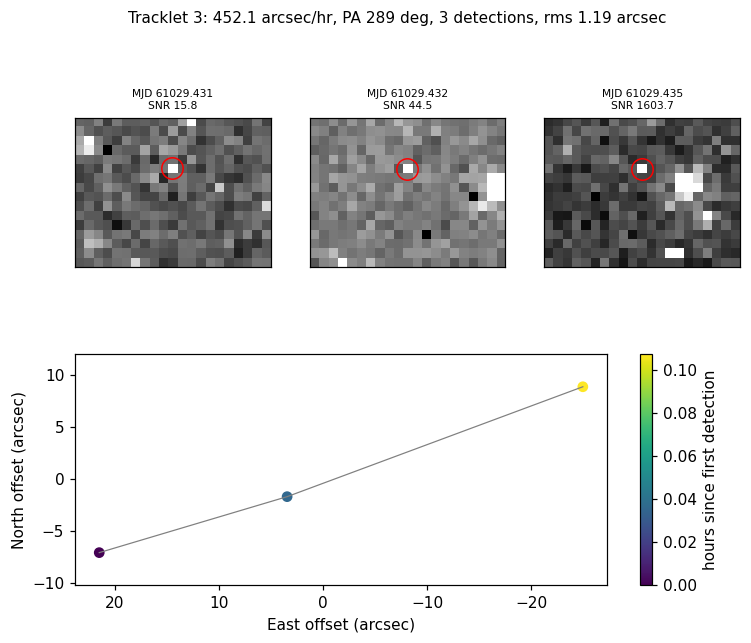 Tracklet 3: 452.1 arcsec/hr, PA 289 deg, 3 detections, rms 1.19 arcsec
MJD 61029.431
SNR 15.8
MJD 61029.432
SNR 44.5
MJD 61029.435
SNR 1603.7
North offset (arcsec)
10
5
0
−5
−10
20
10
0
−10
−20
East offset (arcsec)
0.10
0.08
0.06
0.04
0.02
0.00
hours since first detection